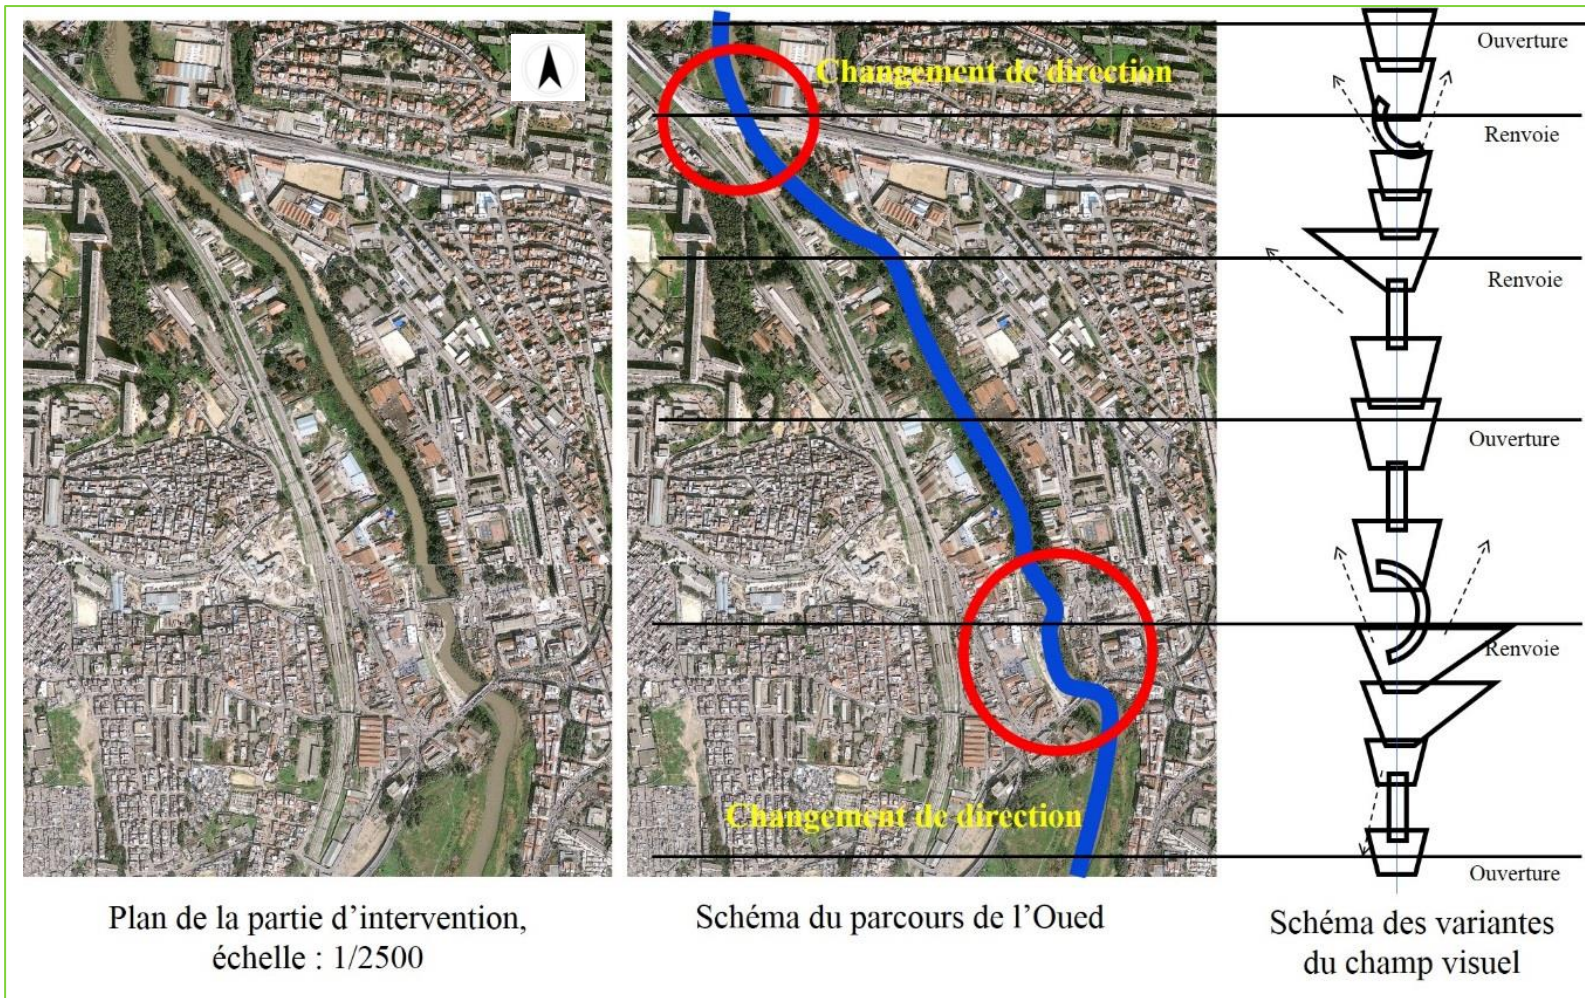 Changement de direction
Changement de direction
Ouverture
Renvoie
Renvoie
Ouverture
Renvoie
Ouverture
Plan de la partie d’intervention,
échelle : 1/2500
Schéma du parcours de l’Oued
Schéma des variantes
du champ visuel